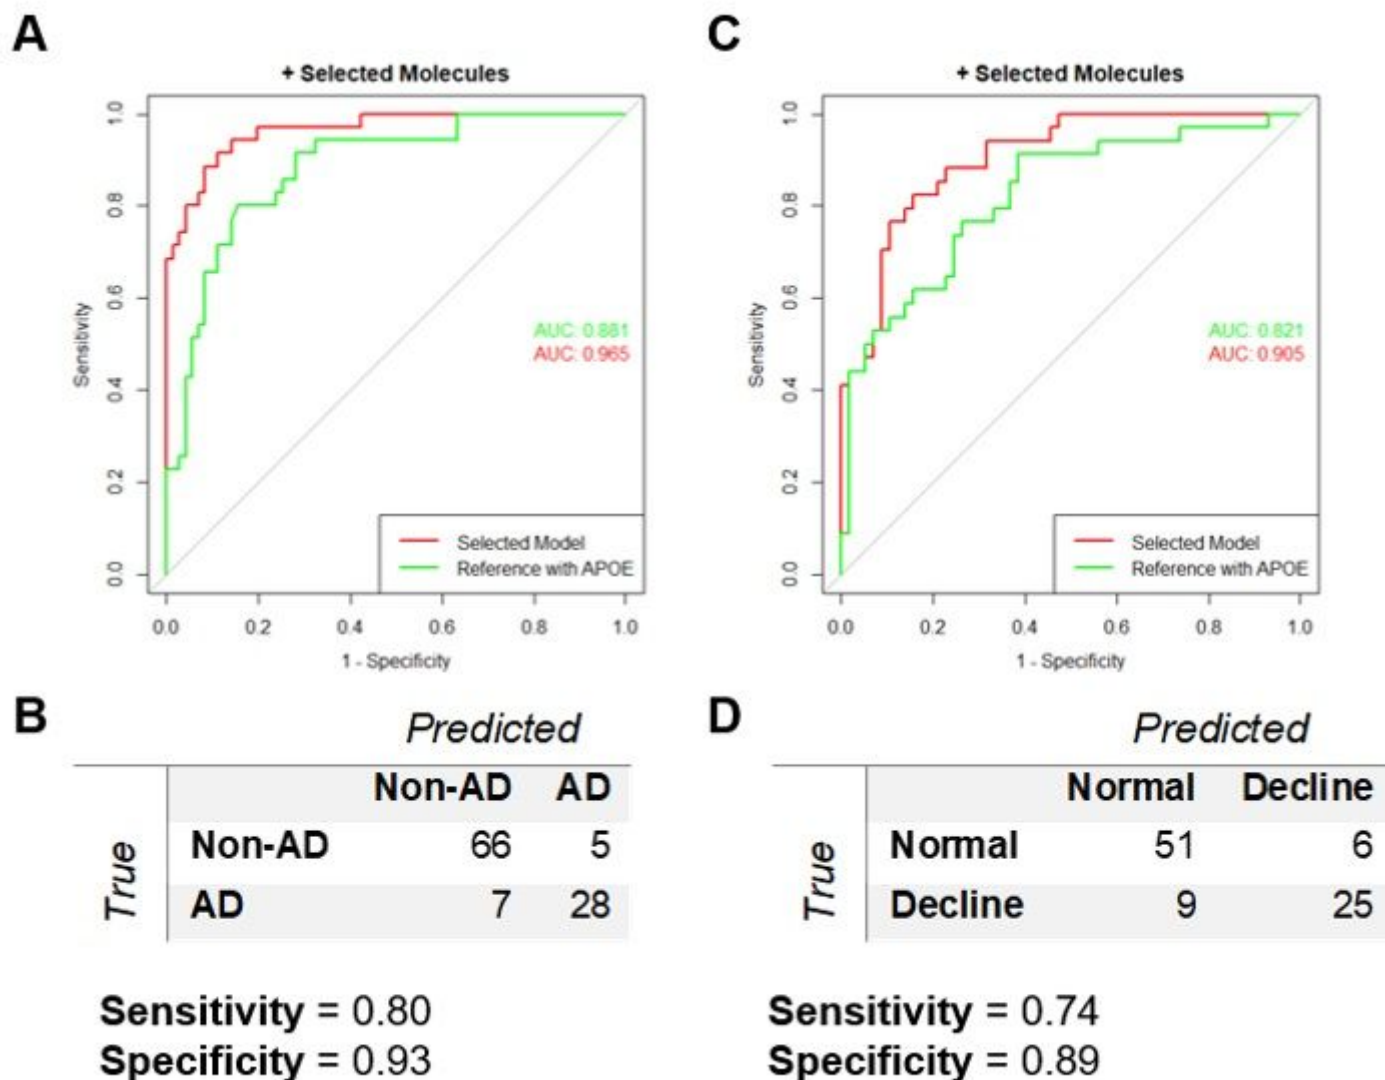 A
+ Selected Molecules
Sensitivity
1.0
0.8
0.6
0.4
0.2
0.0
AUC: 0.881
AUC: 0.965
Selected Model
Reference with APOE
0.0 0.2 0.4 0.6 0.8 1.0
1 - Specificity
C
+ Selected Molecules
Sensitivity
1.0
0.8
0.6
0.4
0.2
0.0
AUC: 0.821
AUC: 0.905
Selected Model
Reference with APOE
0.0 0.2 0.4 0.6 0.8 1.0
1 - Specificity
B
Predicted
Non-AD AD
True
Non-AD 66 5
AD 7 28
Sensitivity = 0.80
Specificity = 0.93
D
Predicted
Normal Decline
True
Normal 51 6
Decline 9 25
Sensitivity = 0.74
Specificity = 0.89